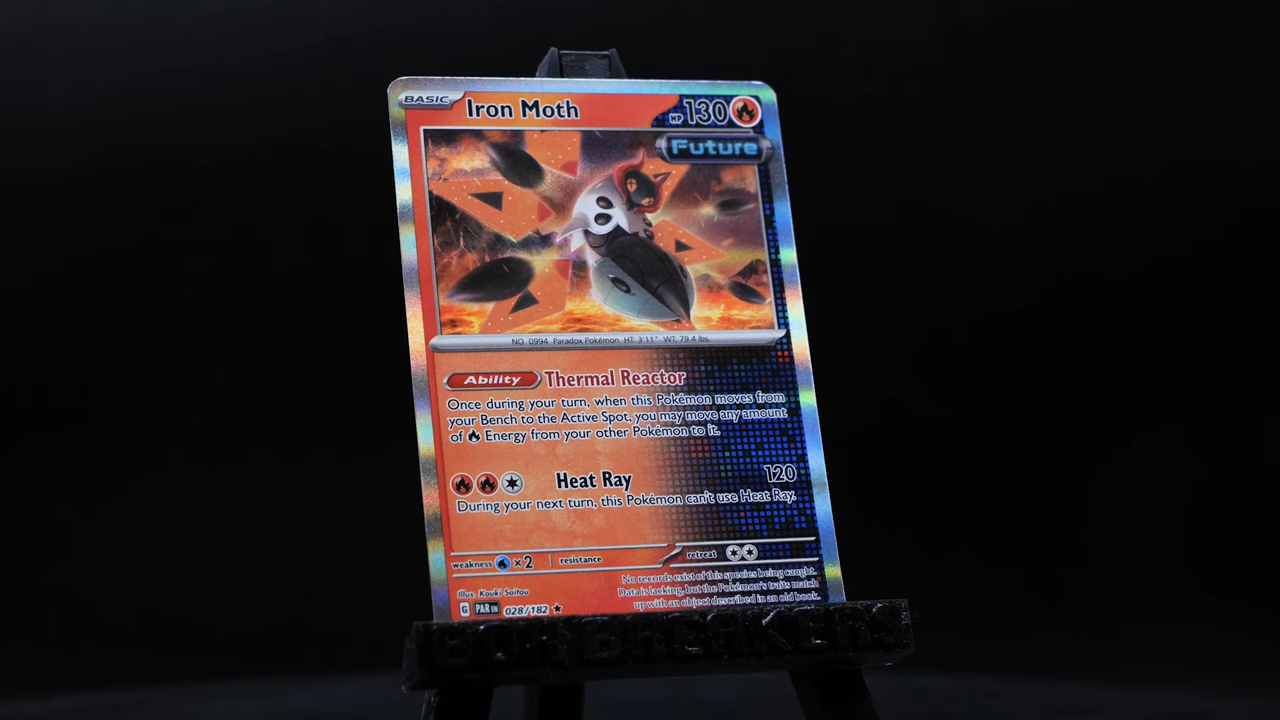 BASIC
Iron Moth
HP 130
Future
NO 0994 Paradox Pokémon HT: 3'11" WT: 79.4 lbs.
Ability Thermal Reactor
Once during your turn, when this Pokémon moves from
your Bench to the Active Spot, you may move any amount
of Energy from your other Pokémon to it.
Heat Ray 120
During your next turn, this Pokémon can't use Heat Ray.
weakness ×2 resistance retreat
No records exist of this species being caught.
Data is lacking, but the Pokémon's traits match
up with an object described in an old book.
Illus. Kouki Saitou
G PAR EN 028/182